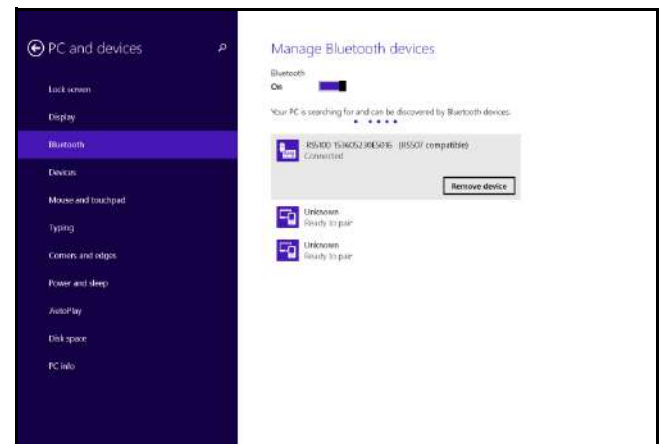 PC and devices
Lock screen
Display
Bluetooth
Devices
Mouse and touchpad
Typing
Corners and edges
Power and sleep
AutoPlay
Disk space
PC info
Manage Bluetooth devices
Bluetooth
On
Your PC is searching for and can be discovered by Bluetooth devices.
(RS507 compatible)
Connected
Remove device
Unknown
Ready to pair
Unknown
Ready to pair